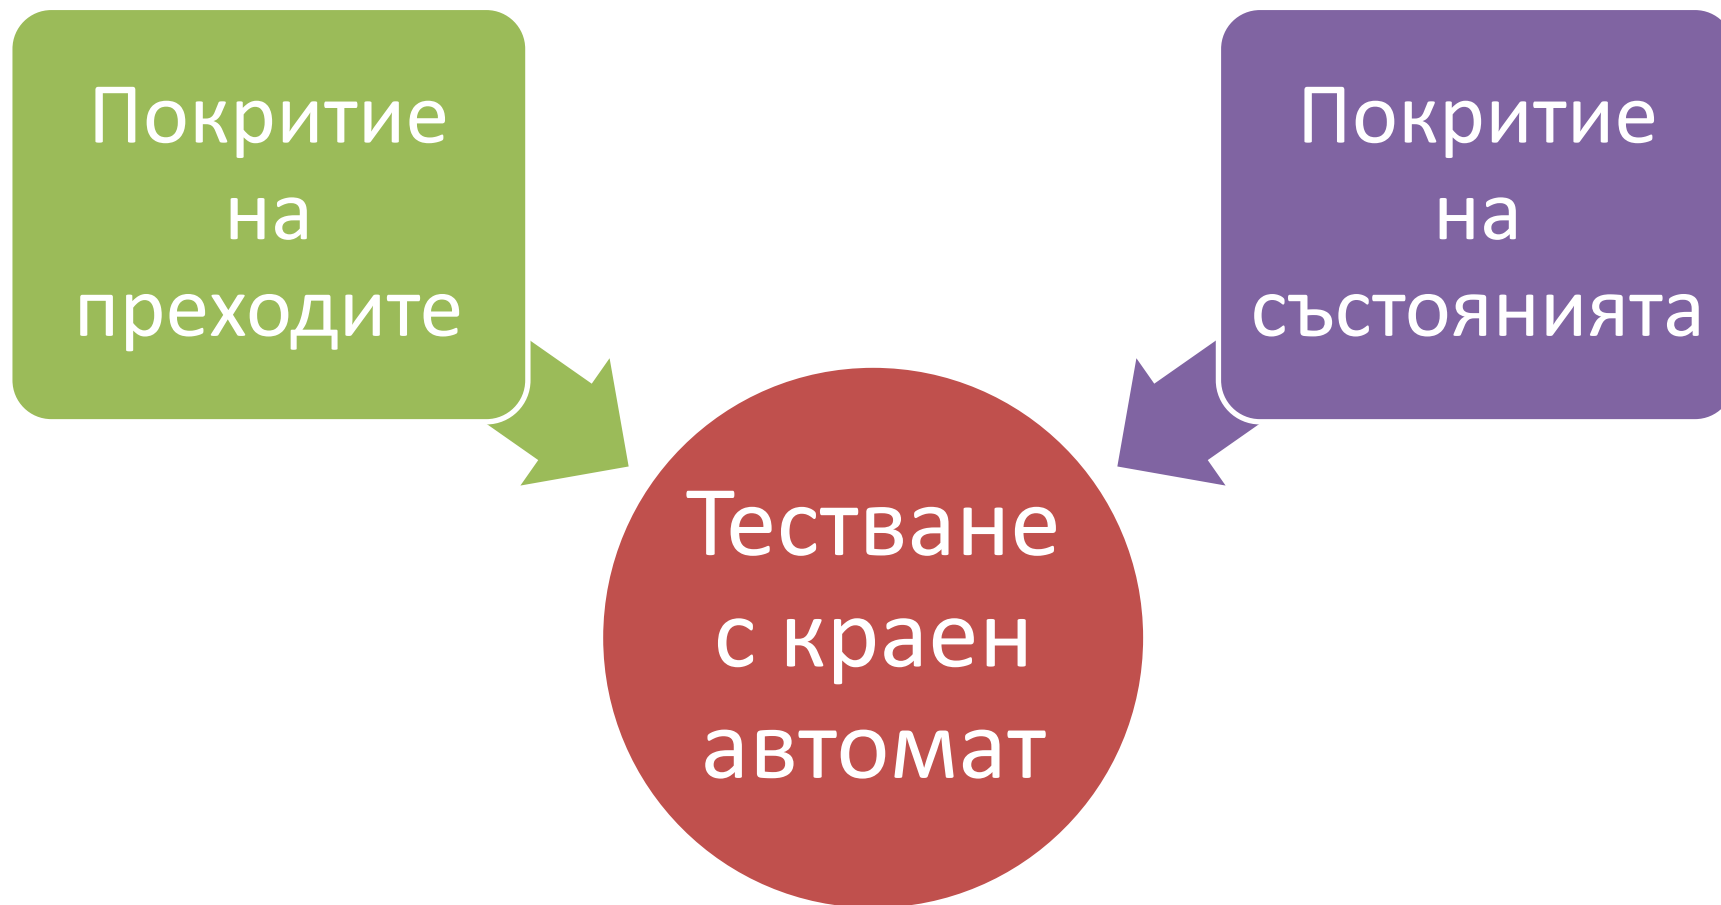 Покритие
на
преходите
Покритие
на
състоянията
Тестване
с краен
автомат